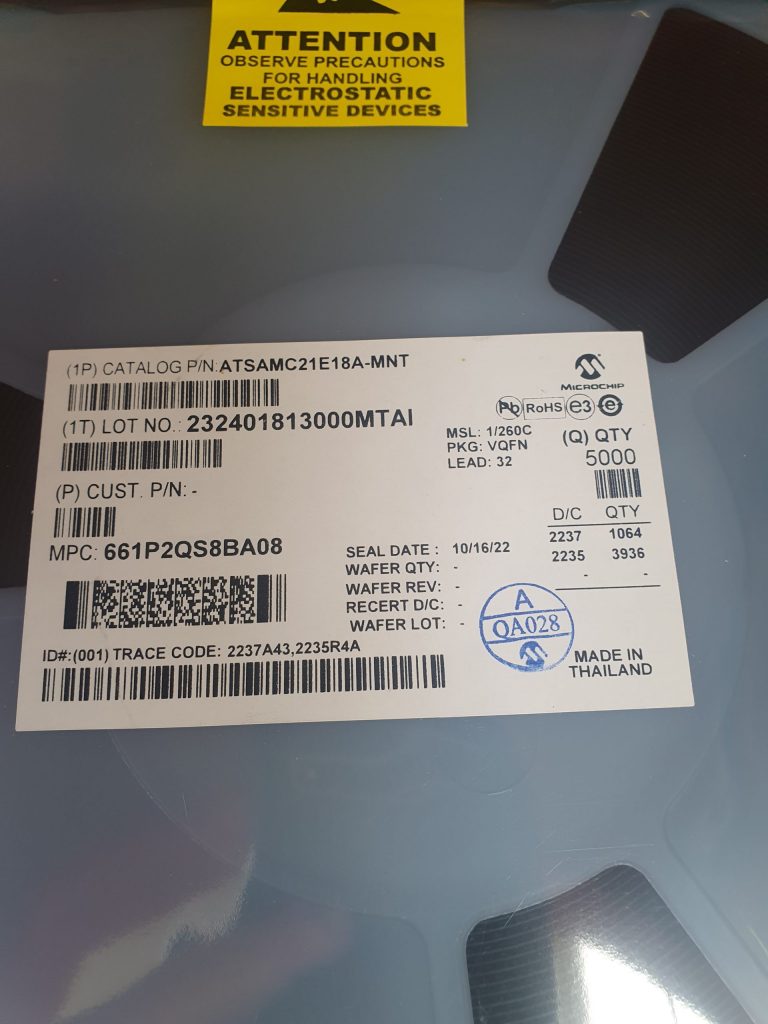 ATTENTION
OBSERVE PRECAUTIONS
FOR HANDLING
ELECTROSTATIC
SENSITIVE DEVICES
(1P) CATALOG P/N:ATSAMC21E18A-MNT
MICROCHIP
Pb RoHS e3 e
(1T) LOT NO.: 232401813000MTAI
MSL: 1/260C
PKG: VQFN
LEAD: 32
(Q) QTY
5000
(P) CUST. P/N: -
D/C QTY
2237 1064
2235 3936
- -
MPC: 661P2QS8BA08
SEAL DATE : 10/16/22
WAFER QTY: -
WAFER REV: -
RECERT D/C: -
WAFER LOT: -
A
QA028
ID#:(001) TRACE CODE: 2237A43,2235R4A
MADE IN
THAILAND